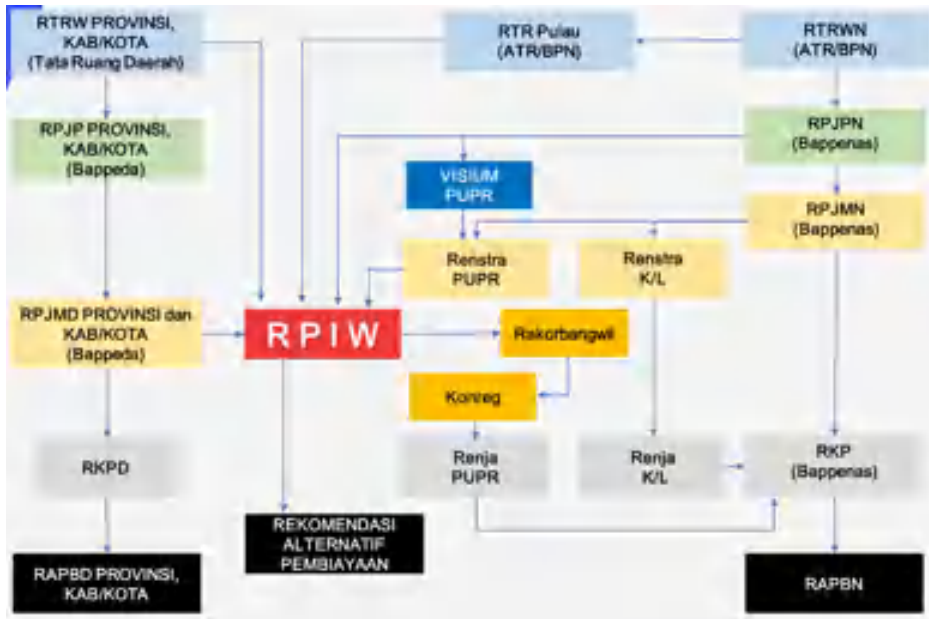 RTRW PROVINSI,
KAB/KOTA
(Tata Ruang Daerah)
RTR Pulau
(ATR/BPN)
RTRWN
(ATR/BPN)
RPJP PROVINSI,
KAB/KOTA
(Bappeda)
RPJPN
(Bappenas)
VISIUM
PUPR
RPJMN
(Bappenas)
Renstra
PUPR
Renstra
K/L
RPJMD PROVINSI dan
KAB/KOTA
(Bappeda)
RPIW
Rakorbangwil
Konreg
RKPD
Renja
PUPR
Renja
K/L
RKP
(Bappenas)
REKOMENDASI
ALTERNATIF
PEMBIAYAAN
RAPBD PROVINSI,
KAB/KOTA
RAPBN